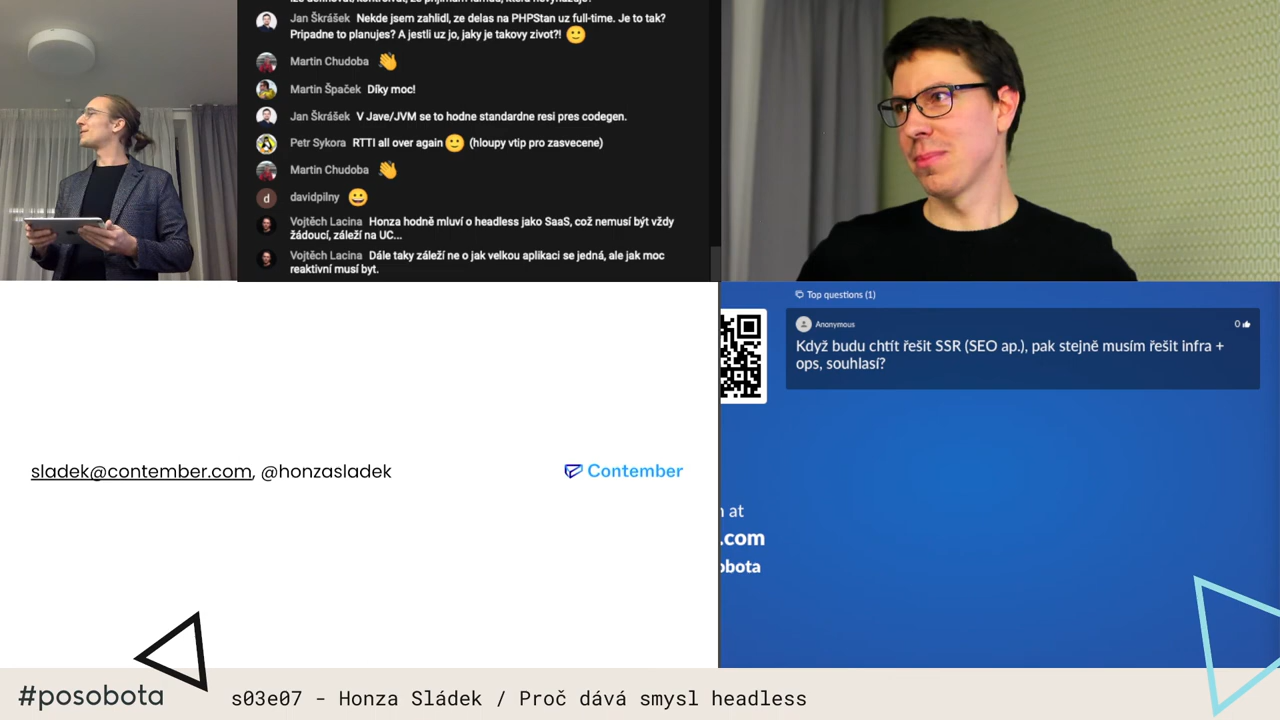 Jan Škrášek Nekde jsem zahlidl, ze delas na PHPStan uz full-time. Je to tak?
Pripadne to planujes? A jestli uz jo, jaky je takovy zivot?! 🙂
Martin Chudoba 👋
Martin Špaček Díky moc!
Jan Škrášek V Jave/JVM se to hodne standardne resi pres codegen.
Petr Sykora RTTI all over again 🙂 (hloupy vtip pro zasvecene)
Martin Chudoba 👋
d davidpilny 😀
Vojtěch Lacina Honza hodně mluví o headless jako SaaS, což nemusí být vždy
žádoucí, záleží na UC...
Vojtěch Lacina Dále taky záleží ne o jak velkou aplikaci se jedná, ale jak moc
reaktivní musí byt.
Top questions (1)
Anonymous
0
Když budu chtít řešit SSR (SEO ap.), pak stejně musím řešit infra +
ops, souhlasí?
sladek@contember.com, @honzasladek
Contember
at
.com
obota
#posobota
s03e07 - Honza Sládek / Proč dává smysl headless